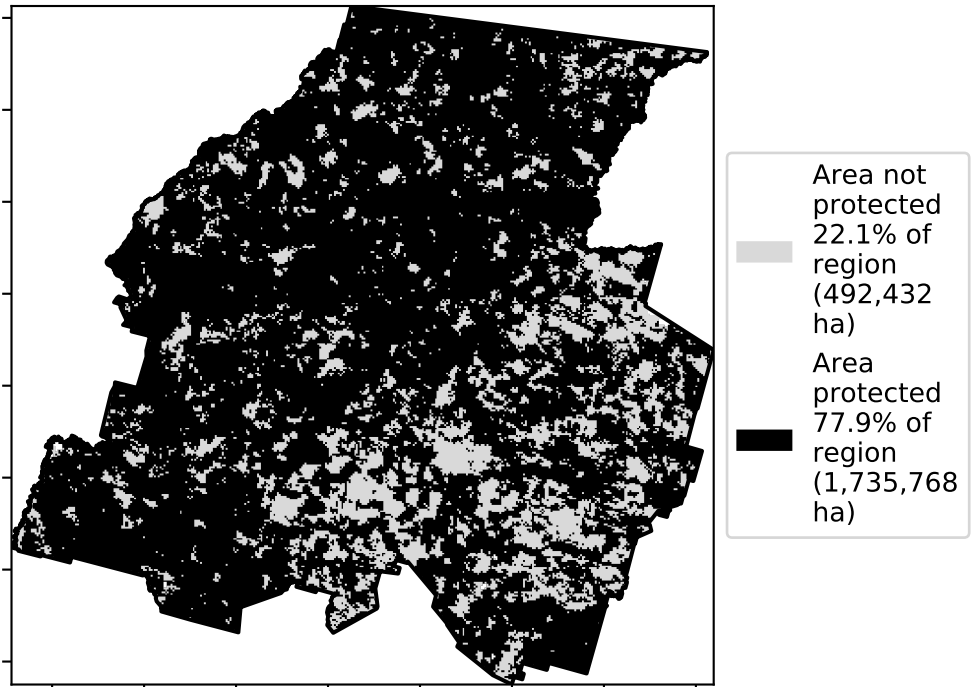 Area not
protected
22.1% of
region
(492,432
ha)
Area
protected
77.9% of
region
(1,735,768
ha)